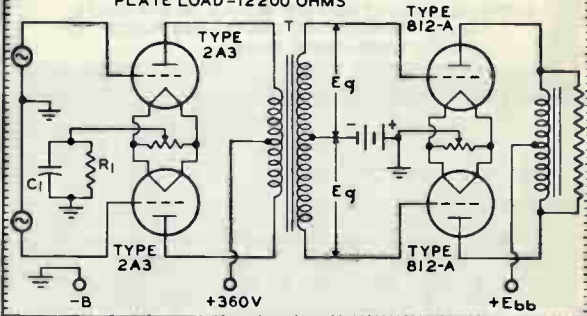 PLATE LOAD-12200 OHMS
TYPE
2A3
T
TYPE
812-A
Eg
- +
R1
C1
Eg
TYPE
2A3
TYPE
812-A
-B
+360V
+Ebb